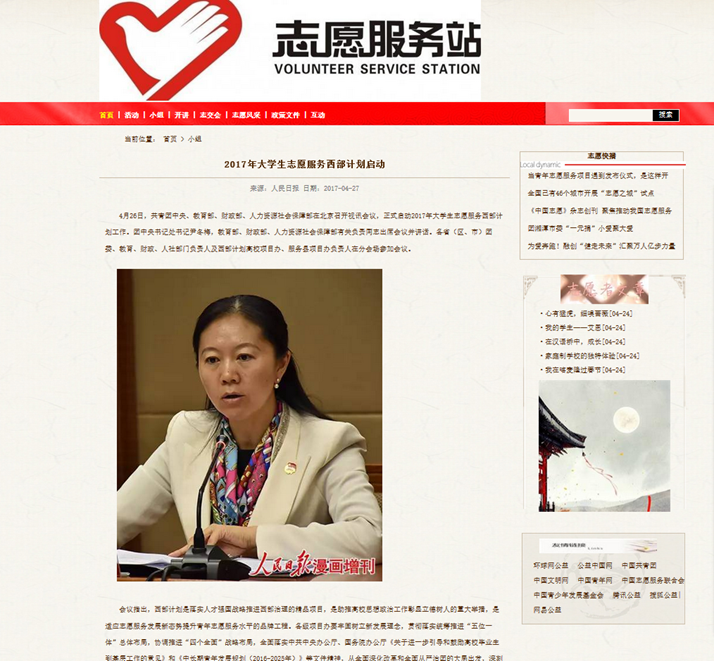 志愿服务站
VOLUNTEER SERVICE STATION
首页 | 活动 | 小组 | 开讲 | 志交会 | 志愿风采 | 政策文件 | 互动
搜索
当前位置： 首页 > 小组
2017年大学生志愿服务西部计划启动
来源：人民日报 日期：2017-04-27
4月26日，共青团中央、教育部、财政部、人力资源社会保障部在北京召开视讯会议，正式启动2017年大学生志愿服务西部计
划工作。团中央书记处书记尹冬梅，教育部、财政部、人力资源社会保障部有关负责同志出席会议并讲话。各省（区、市）团
委、教育、财政、人社部门负责人及西部计划高校项目办、服务县项目办负责人在分会场参加会议。
人民日报漫画增刊
会议指出，西部计划是落实人才强国战略推进西部治理的精品项目，是助推高校思想政治工作彰显立德树人的重大举措，是
适应志愿服务发展新态势提升青年志愿服务水平的品牌工程。各级项目办要牢固树立新发展理念，贯彻落实统筹推进“五位一
体”总体布局，协调推进“四个全面”战略布局，全面落实中共中央办公厅、国务院办公厅《关于进一步引导和鼓励高校毕业生
到基层工作的意见》和《中长期青年发展规划（2016-2025年）》等文件精神，从全面深化改革和全面从严治团的大局出发，深刻
志愿快摘
Local dynamic
当青年志愿服务项目遇到发布仪式，是这样开
全国已有46个城市开展“志愿之城”试点
《中国志愿》杂志创刊 聚焦推动我国志愿服务
团湘潭市委“一元捐”小爱聚大爱
为爱奔跑！融创“健走未来”汇聚万人亿步力量
志愿者文章
· 心有猛虎，细嗅蔷薇[04-24]
· 我的学生——艾思[04-24]
· 在汉语桥中，成长[04-24]
· 家庭制学校的独特体验[04-24]
· 我在喀麦隆过春节[04-24]
环球网公益 公益中国网 中国共青团
中国文明网 中国青年网 中国志愿服务联合会
中国青少年发展基金会 腾讯公益 搜狐公益|
网易公益